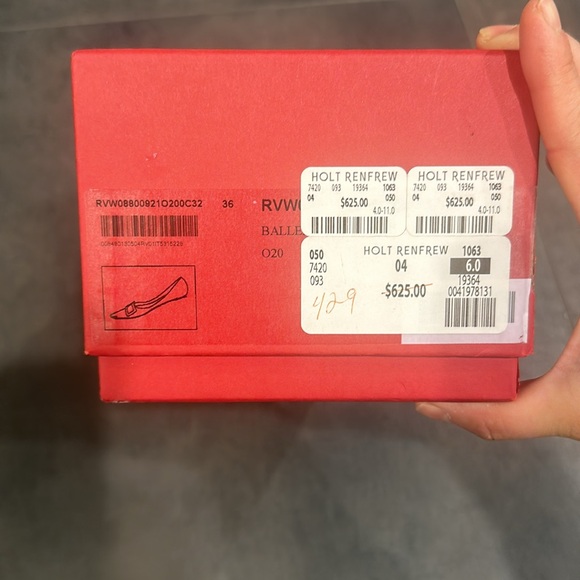 RVW08800921O200C32 36 RVW0
BALLE
O20
HOLT RENFREW
7420 093 19364 1063
04 $625.00 050
4.0-11.0
HOLT RENFREW
7420 093 19364 1063
04 $625.00 050
4.0-11.0
050 HOLT RENFREW 1063
7420 04 6.0
093 19364
429 $625.00 0041978131